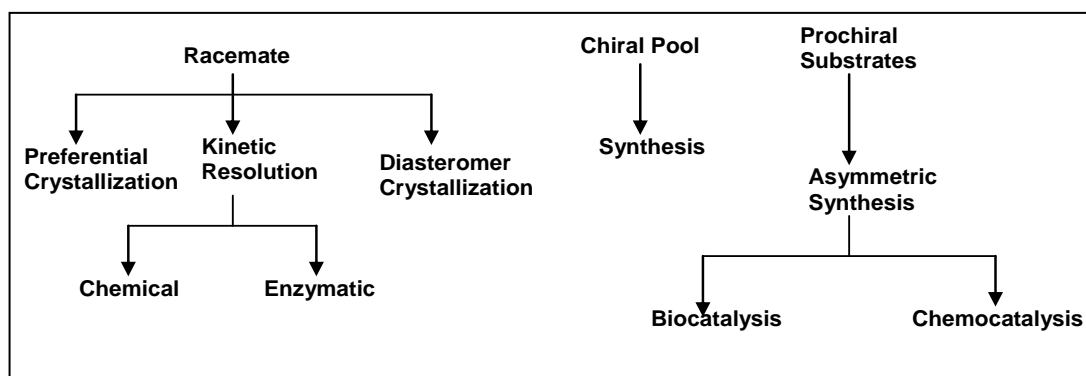 Racemate
Preferential
Crystallization
Kinetic
Resolution
Diasteromer
Crystallization
Chemical
Enzymatic
Chiral Pool
Synthesis
Prochiral
Substrates
Asymmetric
Synthesis
Biocatalysis
Chemocatalysis